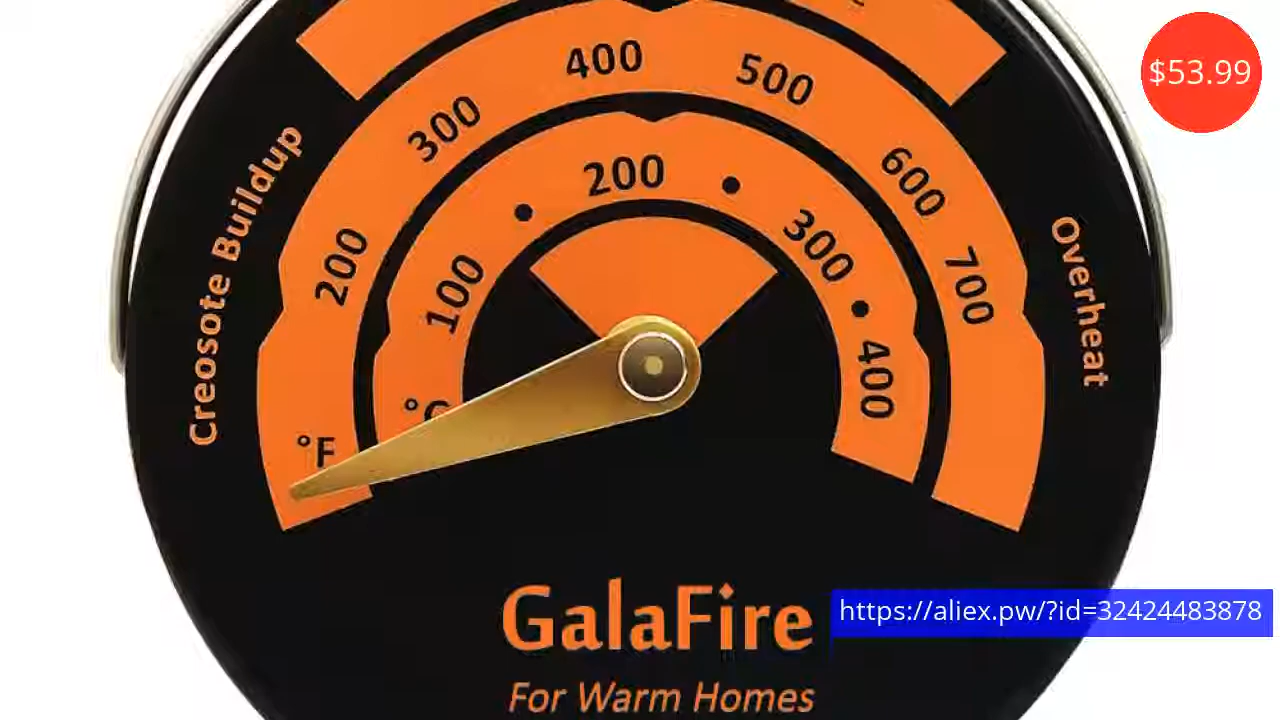 $53.99
400
500
300
600
200
200
700
100
300
400
°C
°F
Creosote Buildup
Overheat
GalaFire
https://aliex.pw/?id=32424483878
For Warm Homes